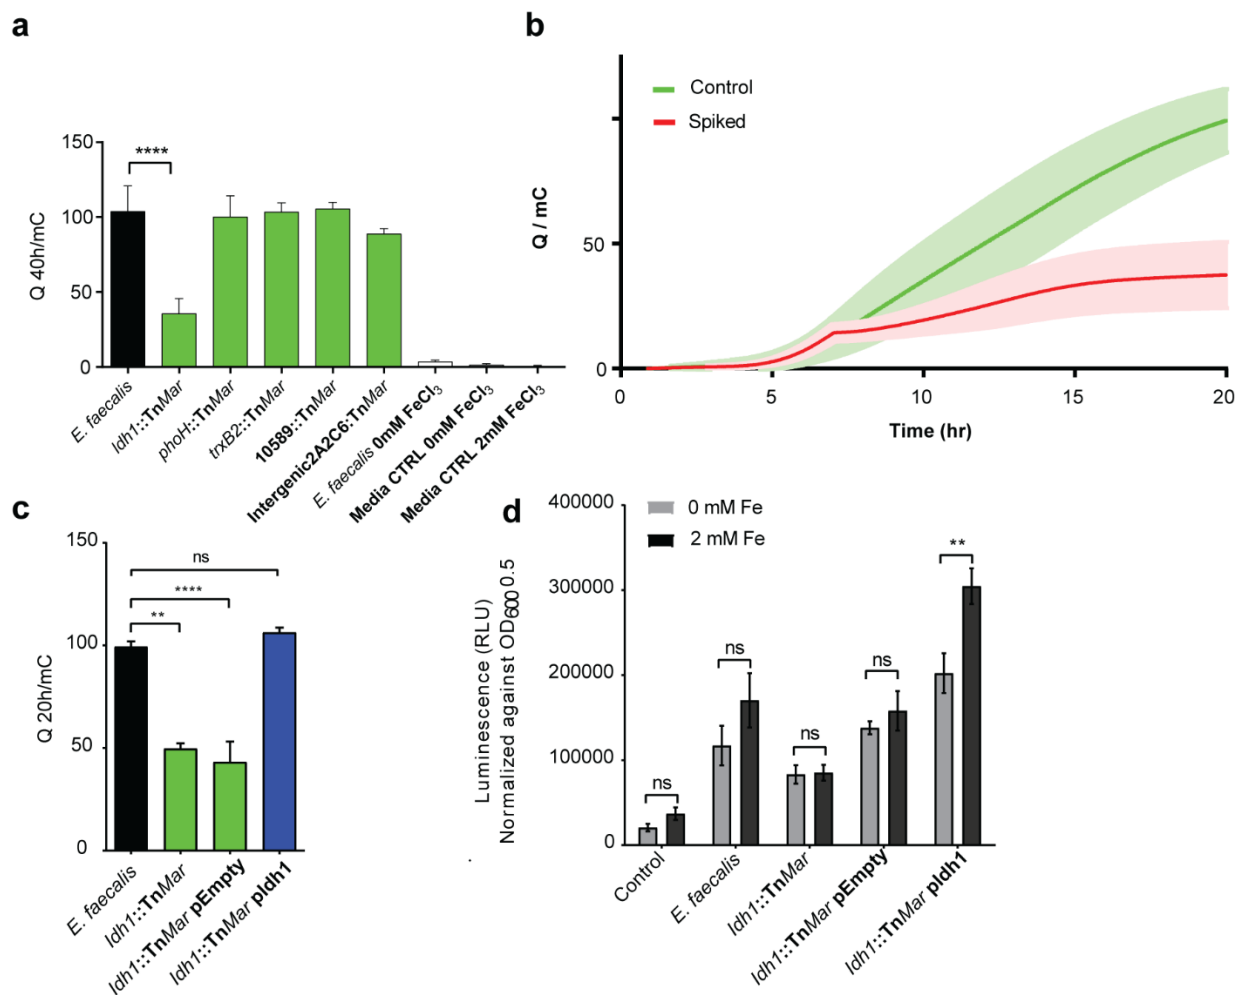 a
Q 40h/mC
150
100
50
0
****
E. faecalis
ldh1::TnMar
phoH::TnMar
trxB2::TnMar
10589::TnMar
Intergenic2A2C6:TnMar
E. faecalis 0mM FeCl3
Media CTRL 0mM FeCl3
Media CTRL 2mM FeCl3
b
Control
Spiked
Q / mC
50
0
0
5
10
15
20
Time (hr)
c
Q 20h/mC
150
100
50
0
ns
****
**
E. faecalis
ldh1::TnMar
ldh1::TnMar pEmpty
ldh1::TnMar pldh1
d
0 mM Fe
2 mM Fe
Luminescence (RLU)
Normalized against OD600 0.5
400000
300000
200000
100000
0
ns
ns
ns
ns
**
Control
E. faecalis
ldh1::TnMar
ldh1::TnMar pEmpty
ldh1::TnMar pldh1